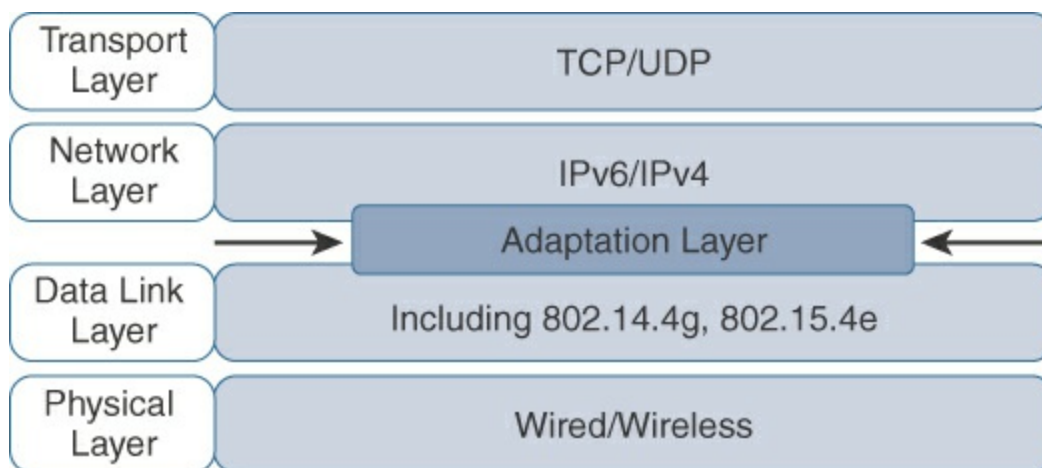 Transport
Layer
TCP/UDP
Network
Layer
IPv6/IPv4
Adaptation Layer
Data Link
Layer
Including 802.14.4g, 802.15.4e
Physical
Layer
Wired/Wireless